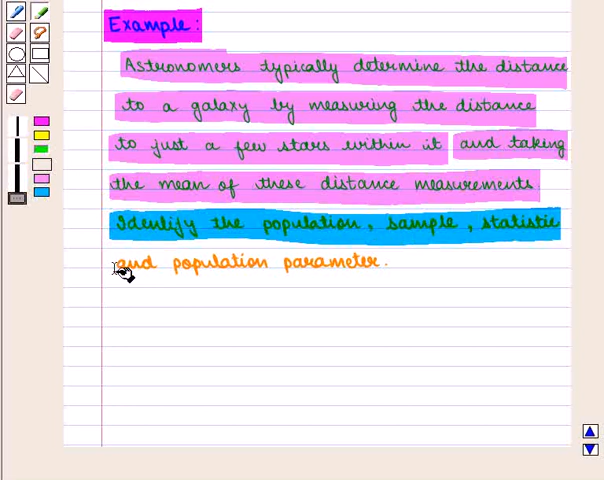 Example:
Astronomers typically determine the distance
to a galaxy by measuring the distance
to just a few stars within it and taking
the mean of these distance measurements.
Identify the population, sample, statistic
and population parameter.